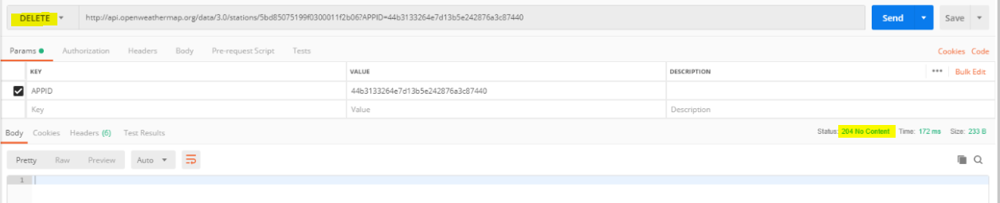 DELETE http://api.openweathermap.org/data/3.0/stations/5bd85075199f0300011f2b06?APPID=44b3133264e7d13b5e242876a3c87440 Send Save
Params Authorization Headers Body Pre-request Script Tests Cookies Code
KEY VALUE DESCRIPTION ••• Bulk Edit
APPID 44b3133264e7d13b5e242876a3c87440
Key Value Description
Body Cookies Headers (6) Test Results Status: 204 No Content Time: 172 ms Size: 233 B
Pretty Raw Preview Auto
1